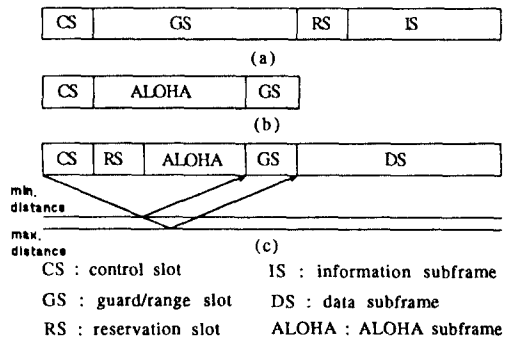 CS GS RS IS
(a)
CS ALOHA GS
(b)
CS RS ALOHA GS DS
min.
distance
max.
distance
(c)
CS : control slot IS : information subframe
GS : guard/range slot DS : data subframe
RS : reservation slot ALOHA : ALOHA subframe